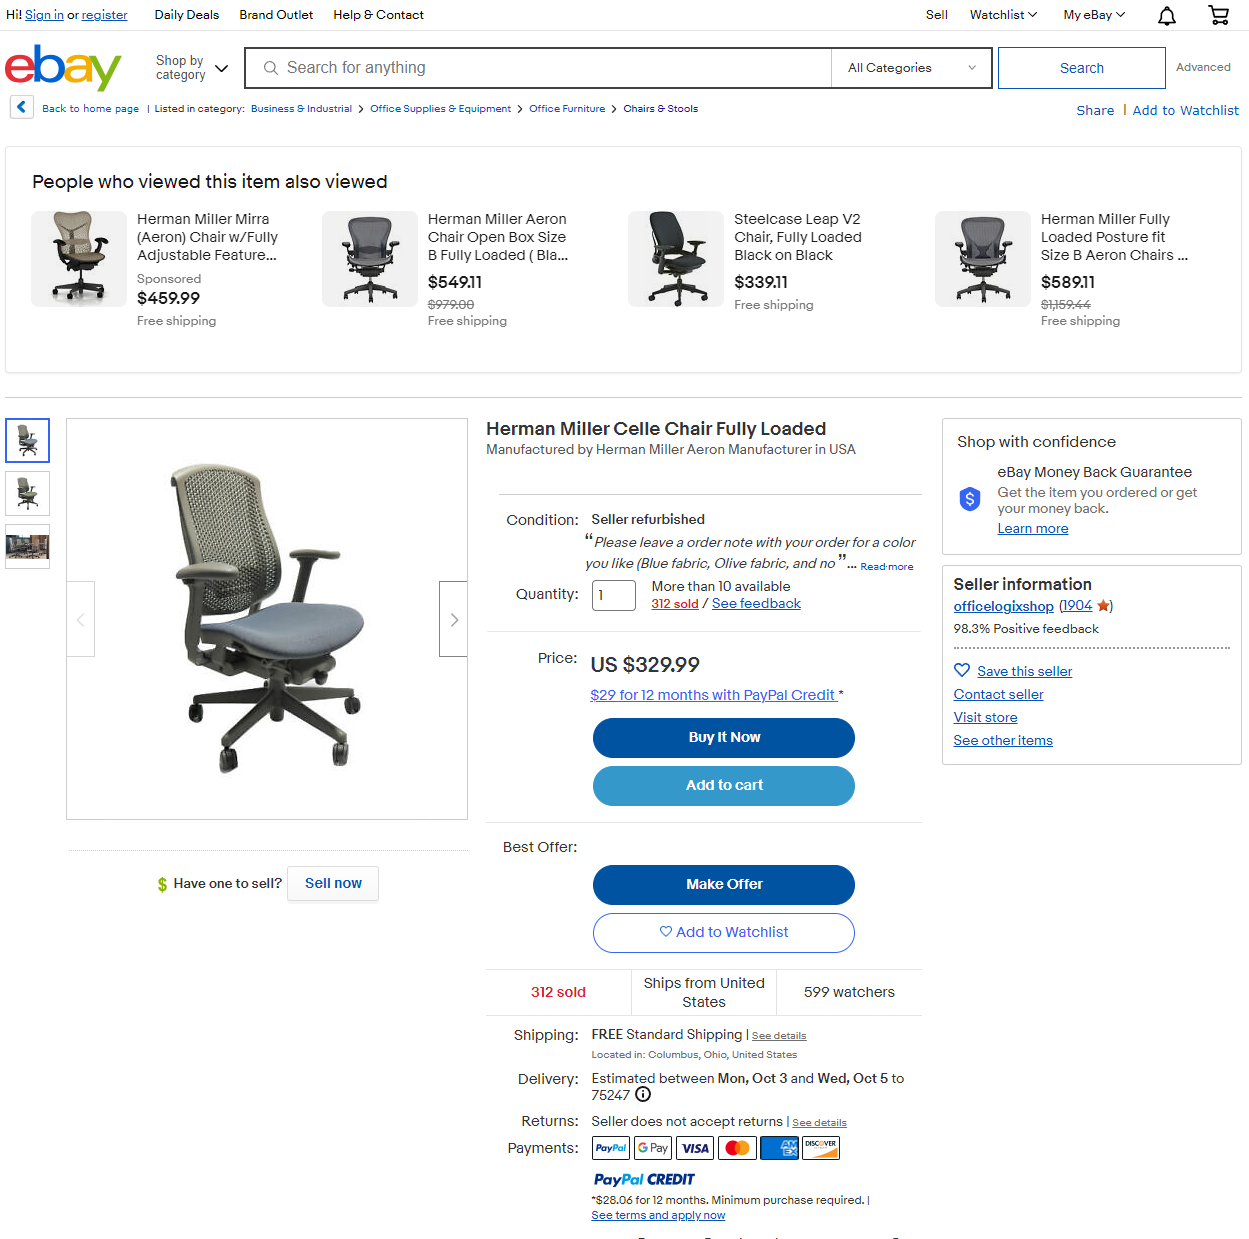 Hi! Sign in or register Daily Deals Brand Outlet Help & Contact Sell Watchlist My eBay
ebay Shop by category Search for anything All Categories Search Advanced
Back to home page | Listed in category: Business & Industrial > Office Supplies & Equipment > Office Furniture > Chairs & Stools Share | Add to Watchlist
People who viewed this item also viewed
Herman Miller Mirra
(Aeron) Chair w/Fully
Adjustable Feature...
Sponsored
$459.99
Free shipping
Herman Miller Aeron
Chair Open Box Size
B Fully Loaded ( Bla...
$549.11
$979.00
Free shipping
Steelcase Leap V2
Chair, Fully Loaded
Black on Black
$339.11
Free shipping
Herman Miller Fully
Loaded Posture fit
Size B Aeron Chairs ...
$589.11
$1,159.44
Free shipping
Herman Miller Celle Chair Fully Loaded
Manufactured by Herman Miller Aeron Manufacturer in USA
Condition: Seller refurbished
“Please leave a order note with your order for a color
you like (Blue fabric, Olive fabric, and no ”... Read more
Quantity: 1 More than 10 available
312 sold / See feedback
Price: US $329.99
$29 for 12 months with PayPal Credit *
Buy It Now
Add to cart
Best Offer:
Make Offer
Add to Watchlist
312 sold
Ships from United
States
599 watchers
Shipping: FREE Standard Shipping | See details
Located in: Columbus, Ohio, United States
Delivery: Estimated between Mon, Oct 3 and Wed, Oct 5 to
75247
Returns: Seller does not accept returns | See details
Payments: PayPal G Pay VISA AMEX DISCOVER
PayPal CREDIT
*$28.06 for 12 months. Minimum purchase required. |
See terms and apply now
$ Have one to sell? Sell now
Shop with confidence
eBay Money Back Guarantee
Get the item you ordered or get
your money back.
Learn more
Seller information
officelogixshop (1904 )
98.3% Positive feedback
Save this seller
Contact seller
Visit store
See other items